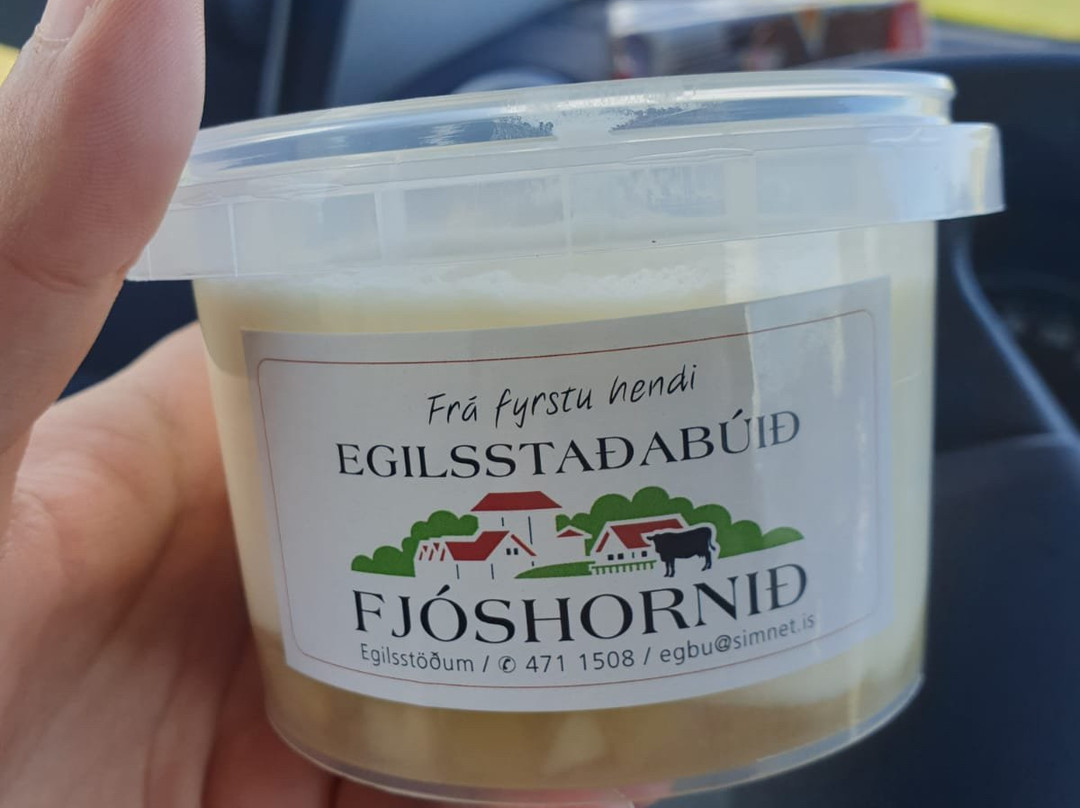 Frá fyrstu hendi
EGILSSTAÐABÚIÐ
FJÓSHORNIÐ
Egilsstöðum / ✆ 471 1508 / egbu@simnet.is